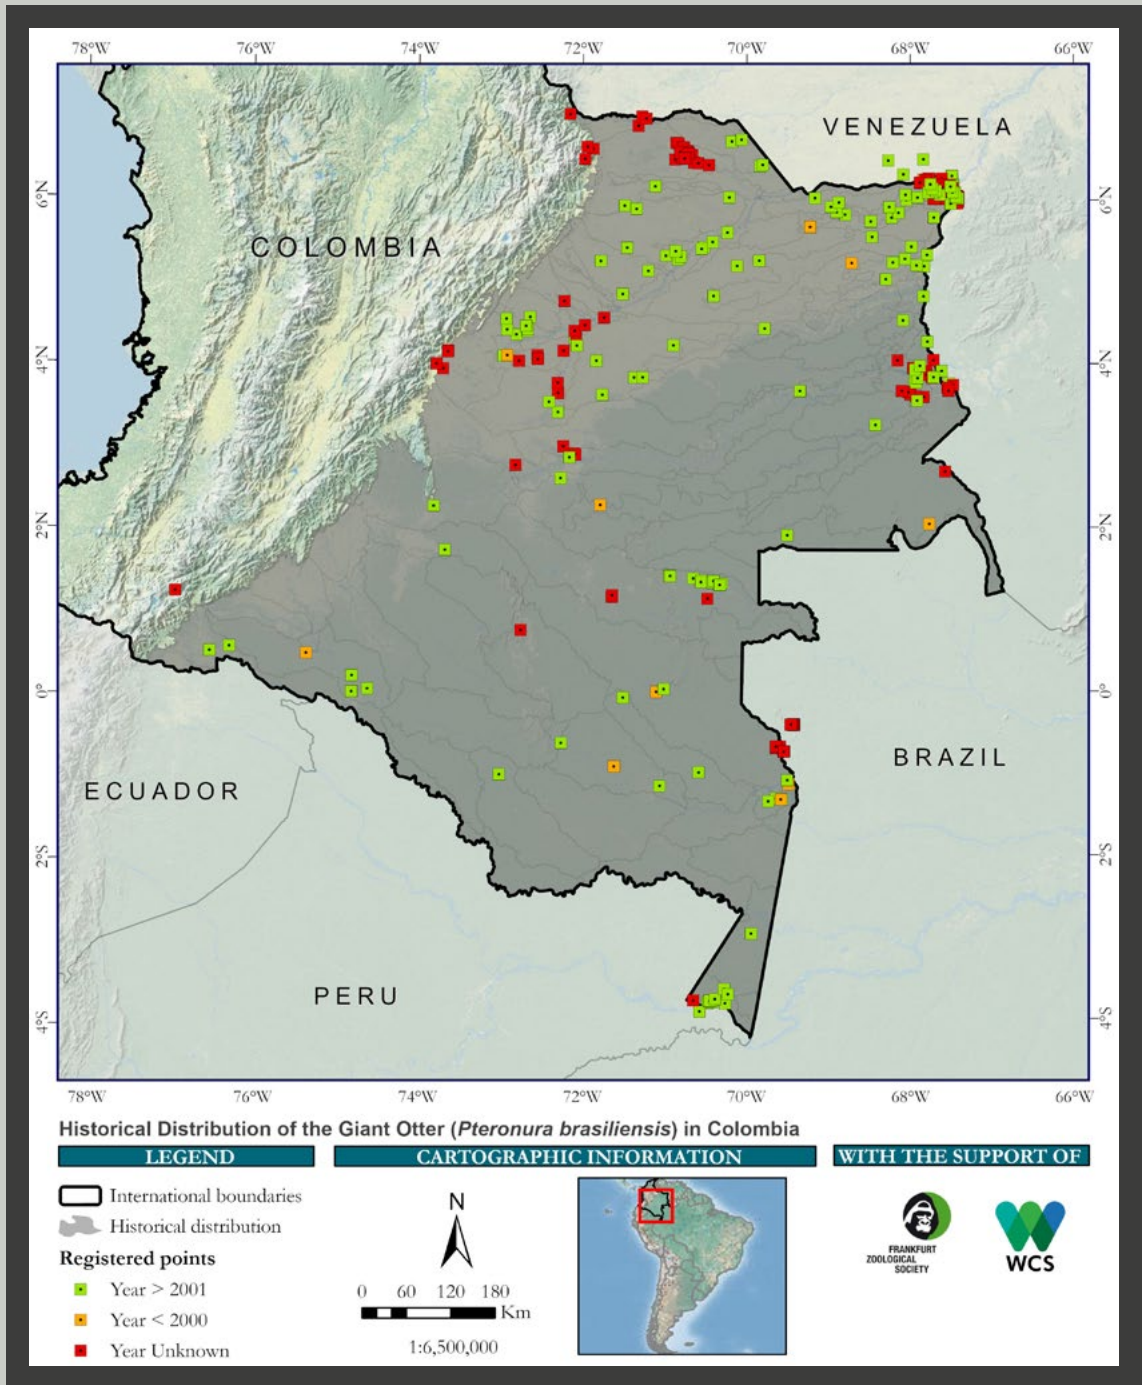 78°W 76°W 74°W 72°W 70°W 68°W 66°W
VENEZUELA
COLOMBIA
6°N 6°N
4°N 4°N
2°N 2°N
0° 0°
BRAZIL
ECUADOR
2°S 2°S
PERU
4°S 4°S
78°W 76°W 74°W 72°W 70°W 68°W 66°W
Historical Distribution of the Giant Otter (Pteronura brasiliensis) in Colombia
LEGEND
International boundaries
Historical distribution
Registered points
Year > 2001
Year < 2000
Year Unknown
CARTOGRAPHIC INFORMATION
N
0 60 120 180
Km
1:6,500,000
WITH THE SUPPORT OF
FRANKFURT
ZOOLOGICAL
SOCIETY
WCS